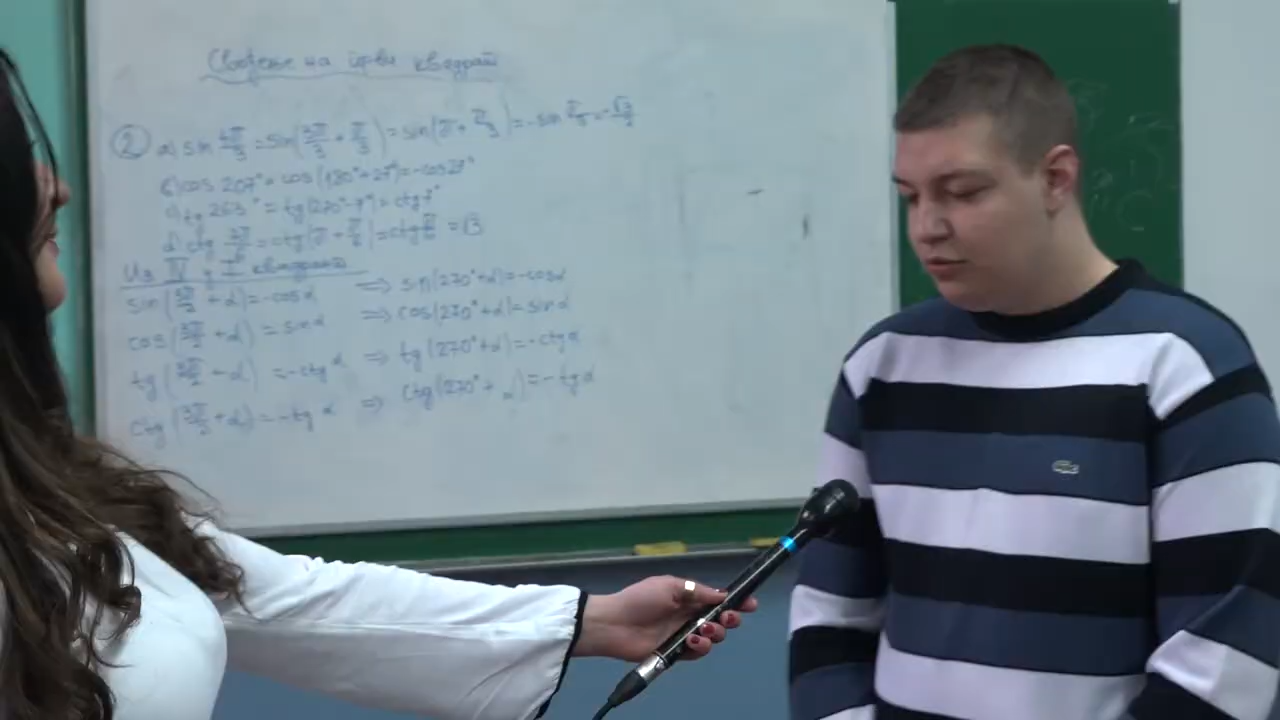 Свођење на први квадрант
② a) sin 4π/3 = sin(3π/3 + π/3) = sin(π + π/3) = -sin π/3 = -√3/2
б) cos 207° = cos(180° + 27°) = -cos 27°
c) tg 263° = tg(270° - 7°) = ctg 7°
d) ctg 7π/6 = ctg(π + π/6) = ctg π/6 = √3
Из IV у I квадрант
sin(3π/2 + α) = -cos α ⇒ sin(270° + α) = -cos α
cos(3π/2 + α) = sin α ⇒ cos(270° + α) = sin α
tg(3π/2 + α) = -ctg α ⇒ tg(270° + α) = -ctg α
ctg(3π/2 + α) = -tg α ⇒ ctg(270° + α) = -tg α